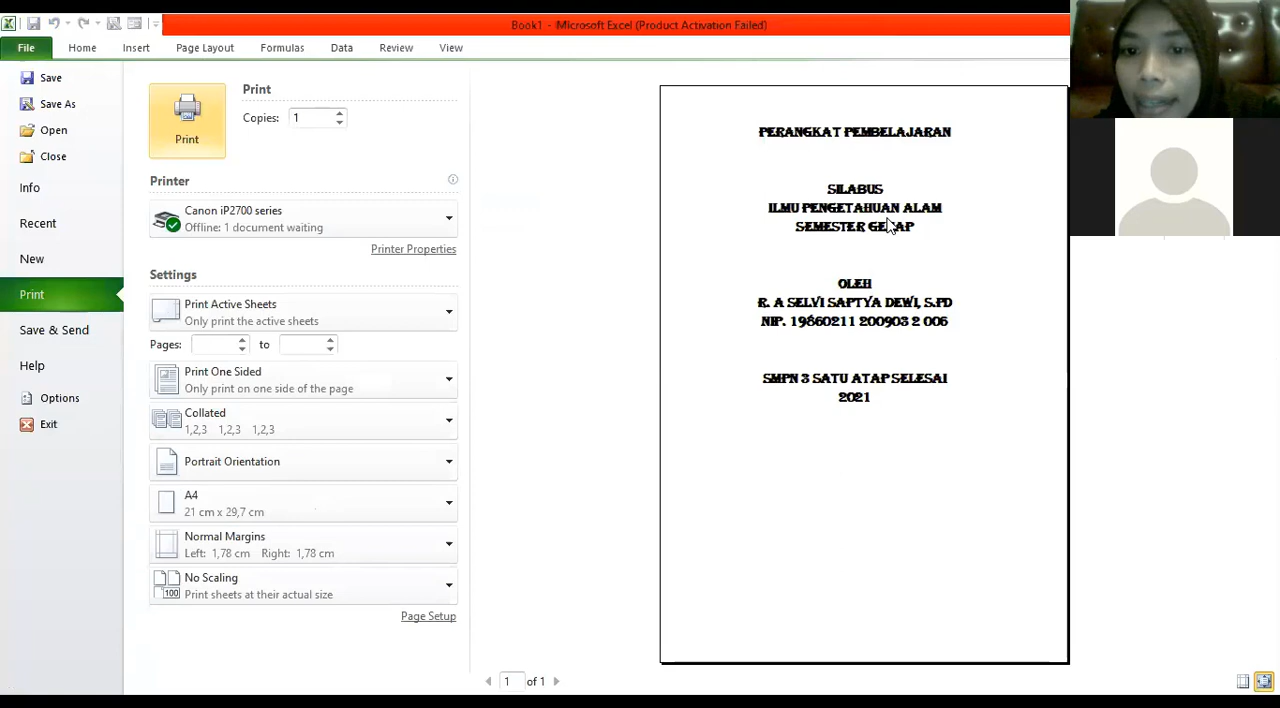 Book1 - Microsoft Excel (Product Activation Failed)
File Home Insert Page Layout Formulas Data Review View
Save
Save As
Open
Close
Info
Recent
New
Print
Save & Send
Help
Options
Exit
Print
Print
Copies: 1
Printer
Canon iP2700 series
Offline: 1 document waiting
Printer Properties
Settings
Print Active Sheets
Only print the active sheets
Pages: to
Print One Sided
Only print on one side of the page
Collated
1,2,3 1,2,3 1,2,3
Portrait Orientation
A4
21 cm x 29,7 cm
Normal Margins
Left: 1,78 cm Right: 1,78 cm
No Scaling
100
Print sheets at their actual size
Page Setup
PERANGKAT PEMBELAJARAN
SILABUS
ILMU PENGETAHUAN ALAM
SEMESTER GENAP
OLEH
R. A SELVI SAPTYA DEWI, S.PD
NIP. 19860211 200903 2 006
SMPN 3 SATU ATAP SELESAI
2021
1 of 1